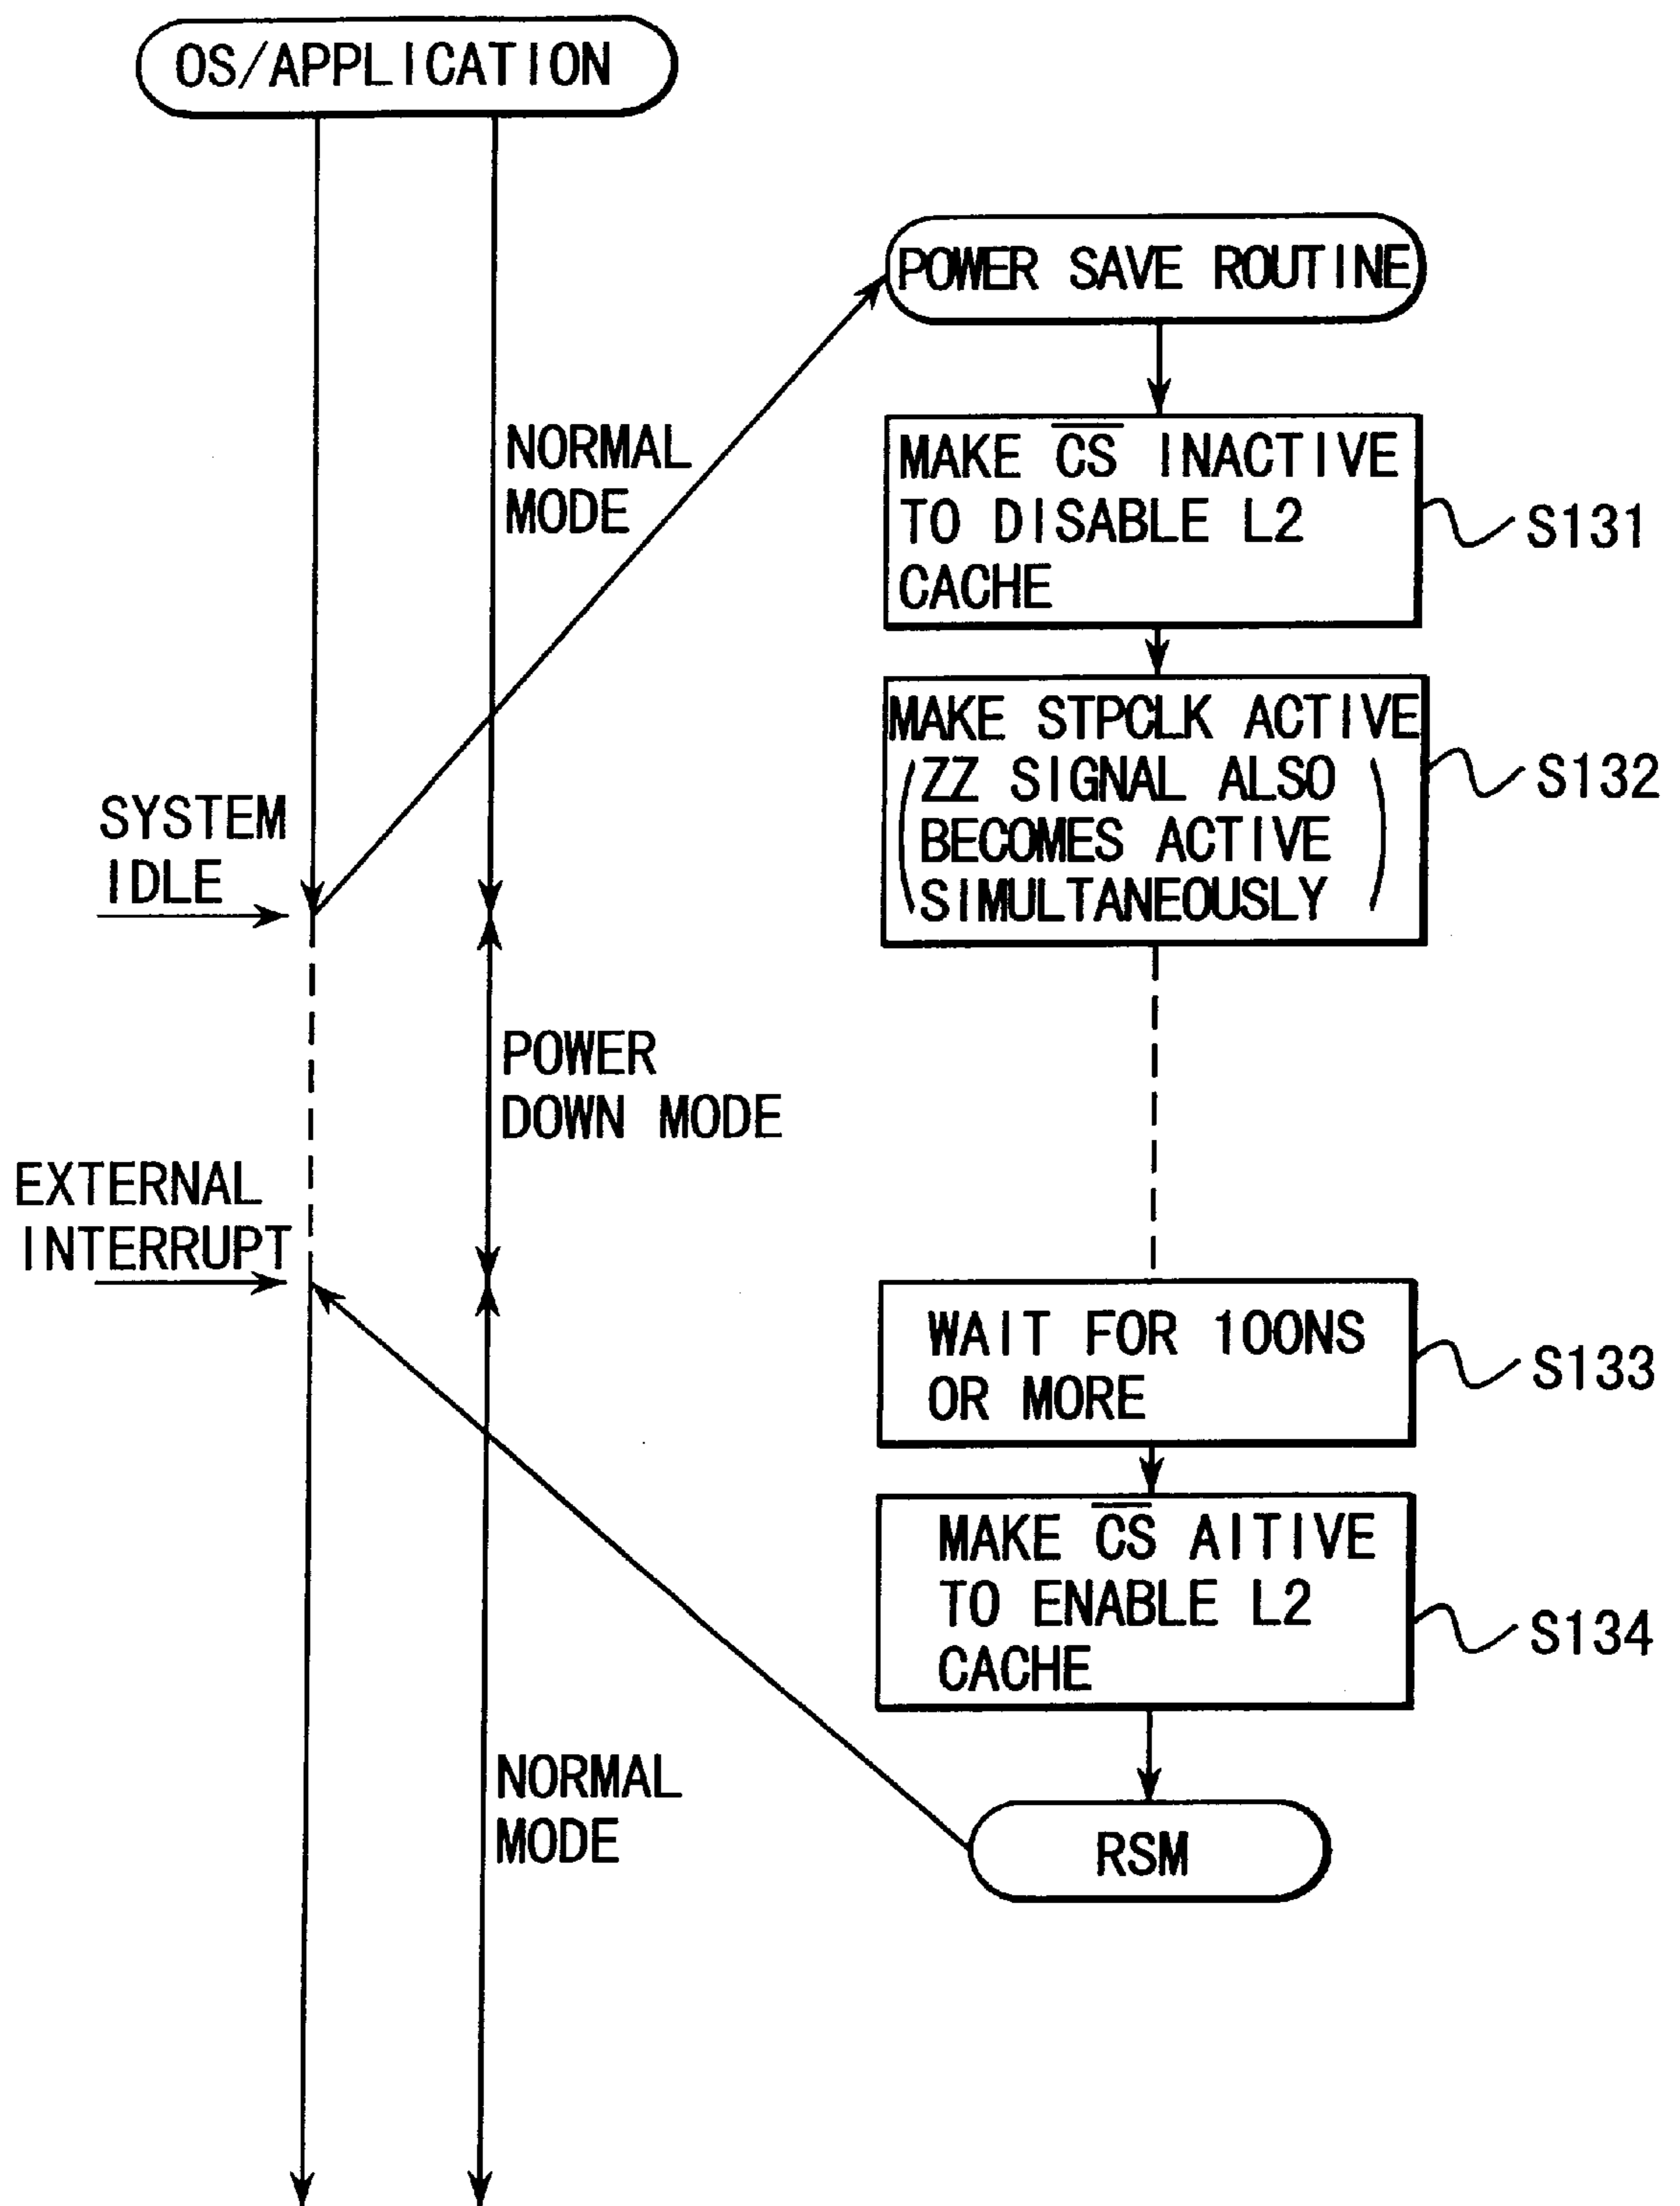 OS/APPLICATION
POWER SAVE ROUTINE
NORMAL
MODE
MAKE C̅S̅ INACTIVE
TO DISABLE L2
CACHE
S131
MAKE STPCLK ACTIVE
(ZZ SIGNAL ALSO
BECOMES ACTIVE
SIMULTANEOUSLY)
S132
SYSTEM
IDLE
POWER
DOWN MODE
EXTERNAL
INTERRUPT
WAIT FOR 100NS
OR MORE
S133
MAKE C̅S̅ AITIVE
TO ENABLE L2
CACHE
S134
NORMAL
MODE
RSM